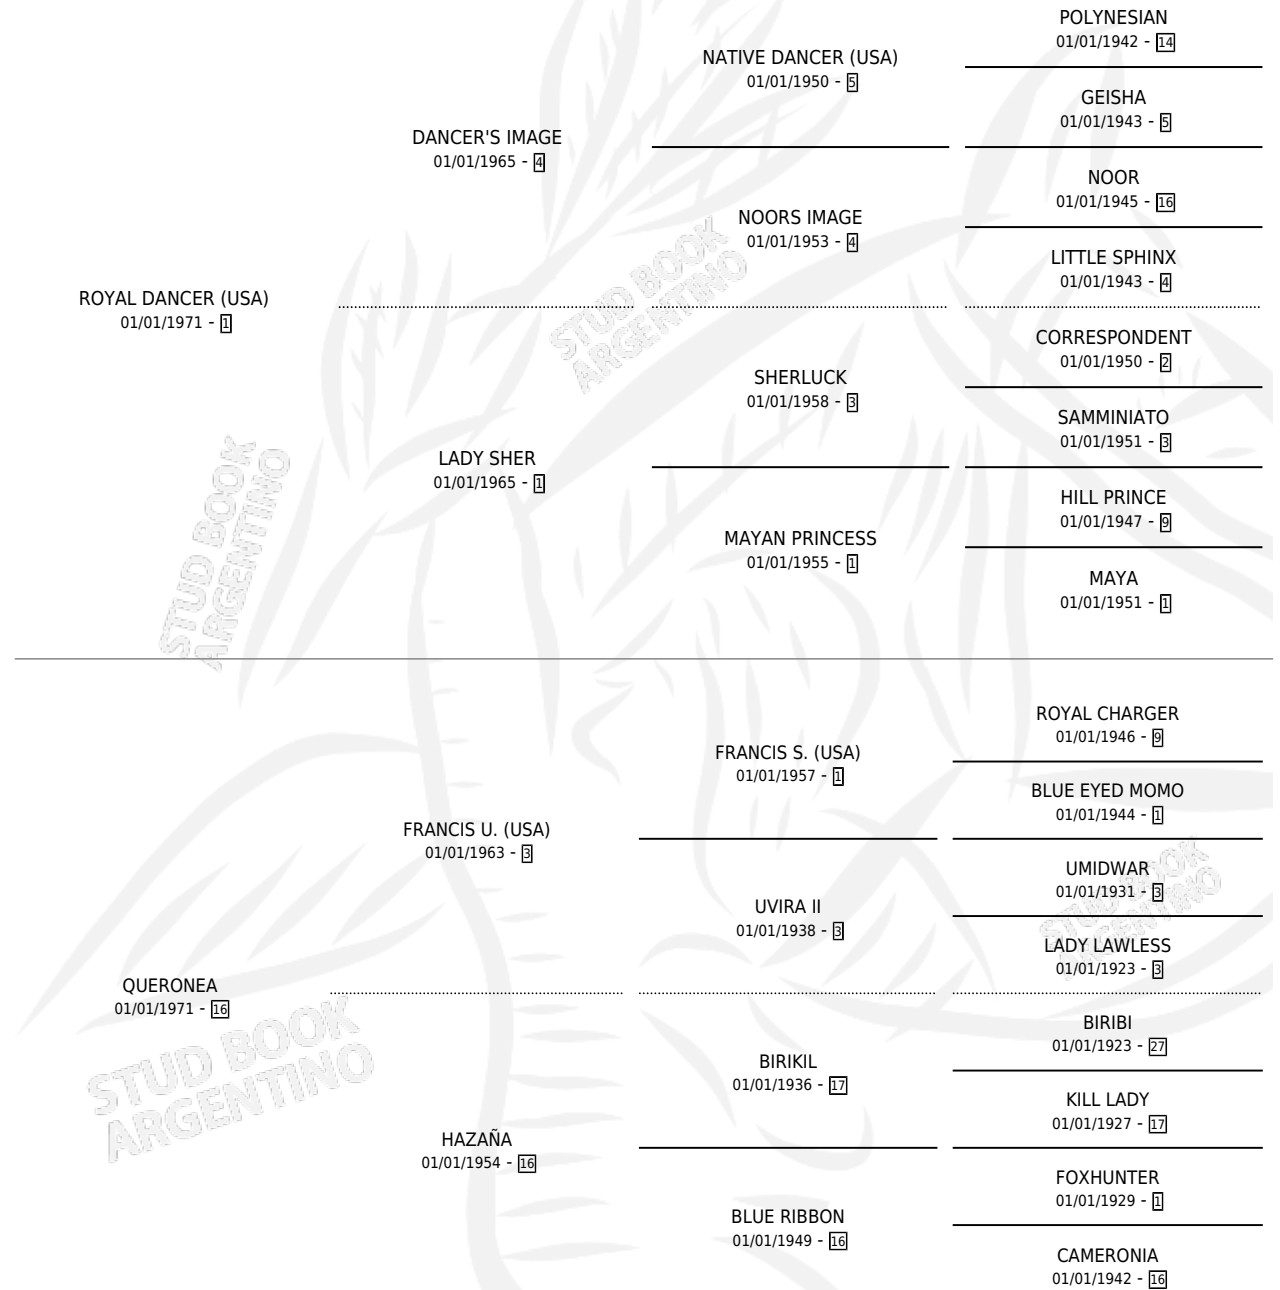 POLYNESIAN
01/01/1942 - 14
NATIVE DANCER (USA)
01/01/1950 - 5
GEISHA
01/01/1943 - 5
DANCER'S IMAGE
01/01/1965 - 4
NOOR
01/01/1945 - 16
NOORS IMAGE
01/01/1953 - 4
LITTLE SPHINX
01/01/1943 - 4
ROYAL DANCER (USA)
01/01/1971 - 1
CORRESPONDENT
01/01/1950 - 2
SHERLUCK
01/01/1958 - 3
SAMMINIATO
01/01/1951 - 3
LADY SHER
01/01/1965 - 1
HILL PRINCE
01/01/1947 - 9
MAYAN PRINCESS
01/01/1955 - 1
MAYA
01/01/1951 - 1
STUD BOOK
ARGENTINO
STUD BOOK
ARGENTINO
ROYAL CHARGER
01/01/1946 - 9
FRANCIS S. (USA)
01/01/1957 - 1
BLUE EYED MOMO
01/01/1944 - 1
FRANCIS U. (USA)
01/01/1963 - 3
UMIDWAR
01/01/1931 - 3
UVIRA II
01/01/1938 - 3
LADY LAWLESS
01/01/1923 - 3
QUERONEA
01/01/1971 - 16
BIRIBI
01/01/1923 - 27
BIRIKIL
01/01/1936 - 17
KILL LADY
01/01/1927 - 17
HAZAÑA
01/01/1954 - 16
FOXHUNTER
01/01/1929 - 1
BLUE RIBBON
01/01/1949 - 16
CAMERONIA
01/01/1942 - 16
STUD BOOK
ARGENTINO
STUD BOOK
ARGENTINO